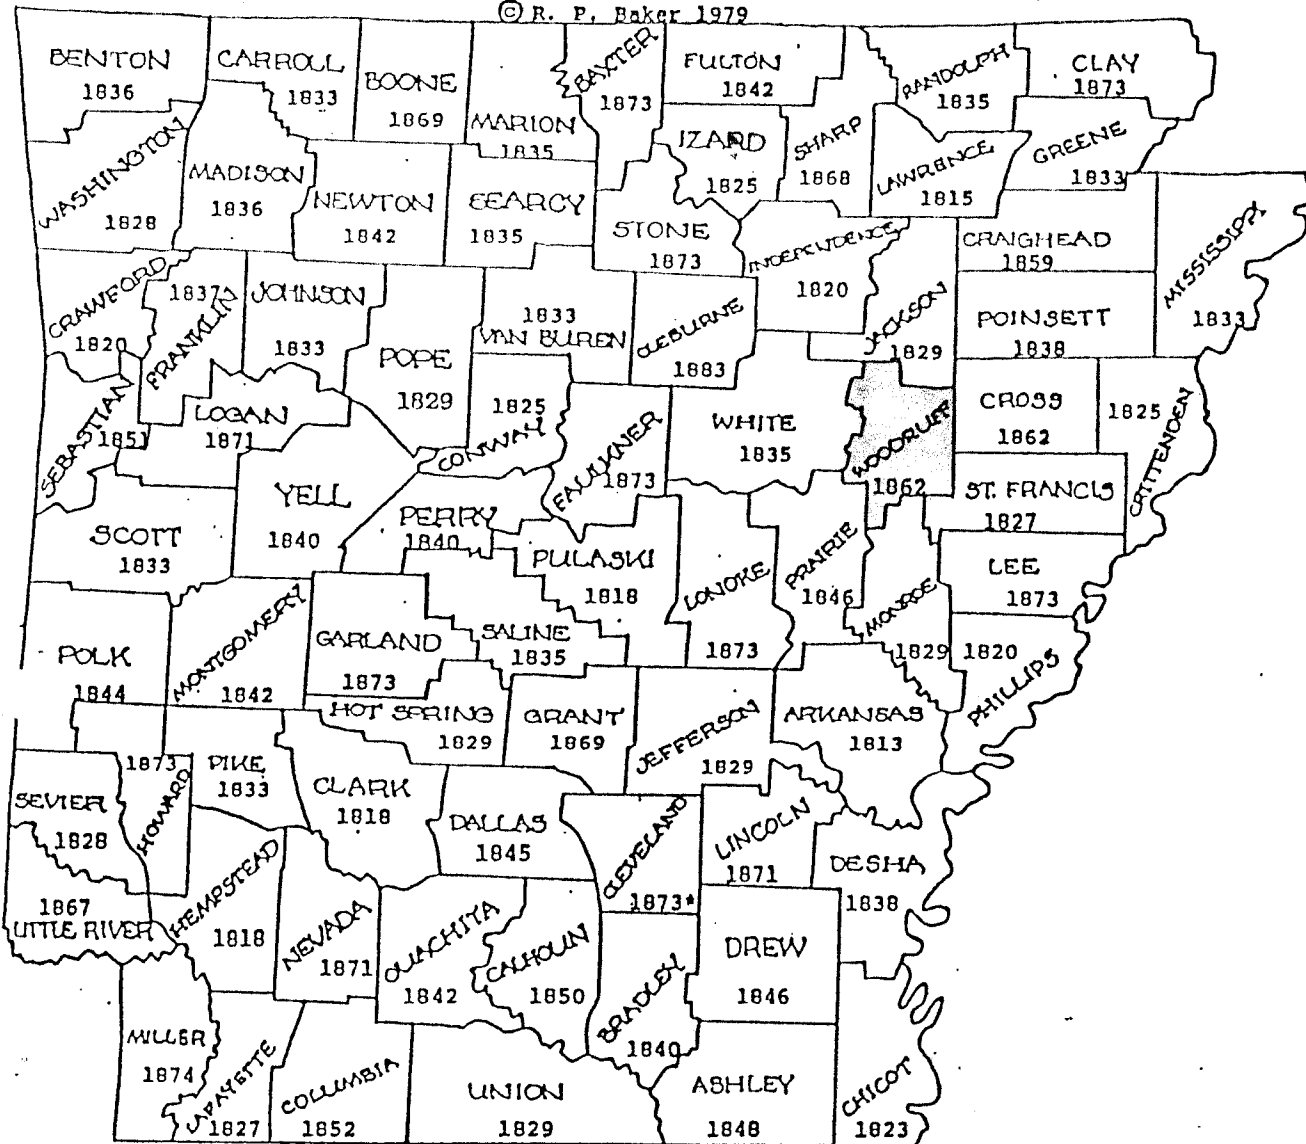 © R. P. Baker 1979
BENTON
1836
CARROLL
1833
BOONE
1869
MARION
1835
BAXTER
1873
FULTON
1842
RANDOLPH
1835
CLAY
1873
WASHINGTON
1828
MADISON
1836
NEWTON
1842
SEARCY
1835
STONE
1873
IZARD
1825
SHARP
1868
LAWRENCE
1815
GREENE
1833
INDEPENDENCE
1820
CRAIGHEAD
1859
MISSISSIPPI
1833
CRAWFORD
1820
1837
FRANKLIN
JOHNSON
1833
POPE
1829
1833
VAN BUREN
CLEBURNE
1883
JACKSON
1829
POINSETT
1838
SEBASTIAN
1851
LOGAN
1871
1825
CONWAY
FAULKNER
1873
WHITE
1835
WOODRUFF
1862
CROSS
1862
1825
CRITTENDEN
ST. FRANCIS
1827
SCOTT
1833
YELL
1840
PERRY
1840
PULASKI
1818
LONOKE
1873
PRAIRIE
1846
MONROE
1829
LEE
1873
POLK
1844
MONTGOMERY
1842
GARLAND
1873
SALINE
1835
1820
PHILLIPS
HOT SPRING
1829
GRANT
1869
JEFFERSON
1829
ARKANSAS
1813
SEVIER
1828
1873
HOWARD
PIKE
1833
CLARK
1818
DALLAS
1845
CLEVELAND
1873*
LINCOLN
1871
DESHA
1838
1867
LITTLE RIVER
HEMPSTEAD
1818
NEVADA
1871
OUACHITA
1842
CALHOUN
1850
BRADLEY
1840
DREW
1846
MILLER
1874
LAFAYETTE
1827
COLUMBIA
1852
UNION
1829
ASHLEY
1848
CHICOT
1823